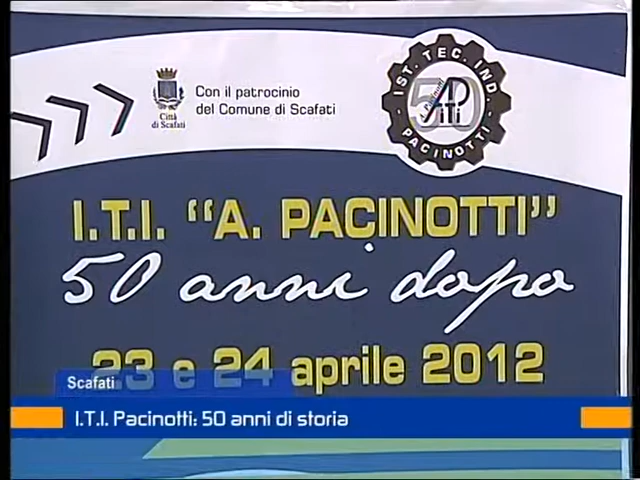 Con il patrocinio
del Comune di Scafati
Città
di Scafati
IST. TEC. IND.
50
ITI
PACINOTTI
I.T.I. “A. PACINOTTI”
50 anni dopo
23 e 24 aprile 2012
Scafati
I.T.I. Pacinotti: 50 anni di storia